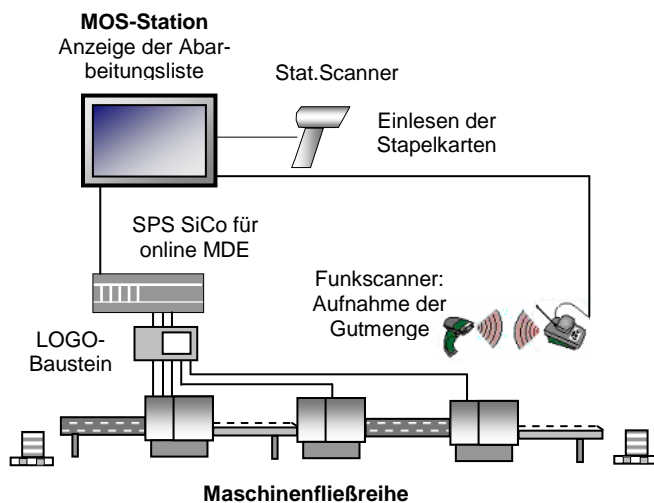 MOS-Station
Anzeige der Abar-
beitungsliste
Stat.Scanner
Einlesen der
Stapelkarten
SPS SiCo für
online MDE
Funkscanner:
Aufnahme der
Gutmenge
LOGO-
Baustein
Maschinenfließreihe